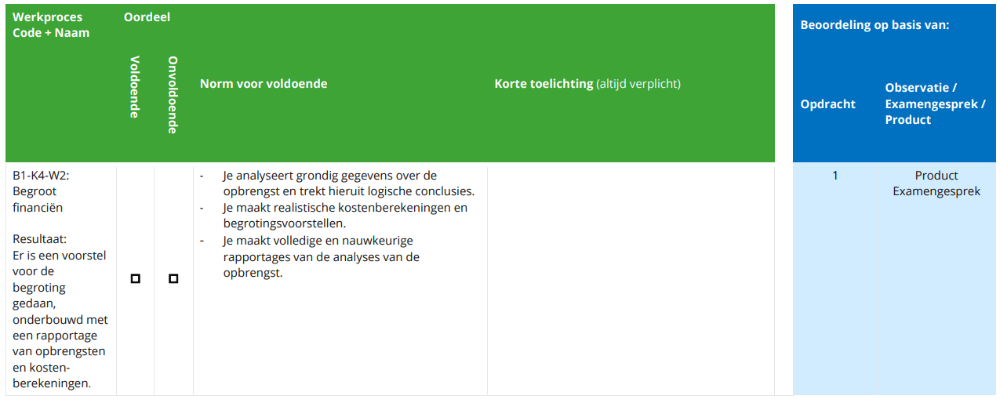 Werkproces
Code + Naam
Oordeel
Voldoende
Onvoldoende
Norm voor voldoende
Korte toelichting (altijd verplicht)
Beoordeling op basis van:
Opdracht
Observatie /
Examengesprek /
Product
B1-K4-W2:
Begroot
financiën
Resultaat:
Er is een voorstel
voor de
begroting
gedaan,
onderbouwd met
een rapportage
van opbrengsten
en kosten-
berekeningen.
- Je analyseert grondig gegevens over de
opbrengst en trekt hieruit logische conclusies.
- Je maakt realistische kostenberekeningen en
begrotingsvoorstellen.
- Je maakt volledige en nauwkeurige
rapportages van de analyses van de
opbrengst.
1
Product
Examengesprek